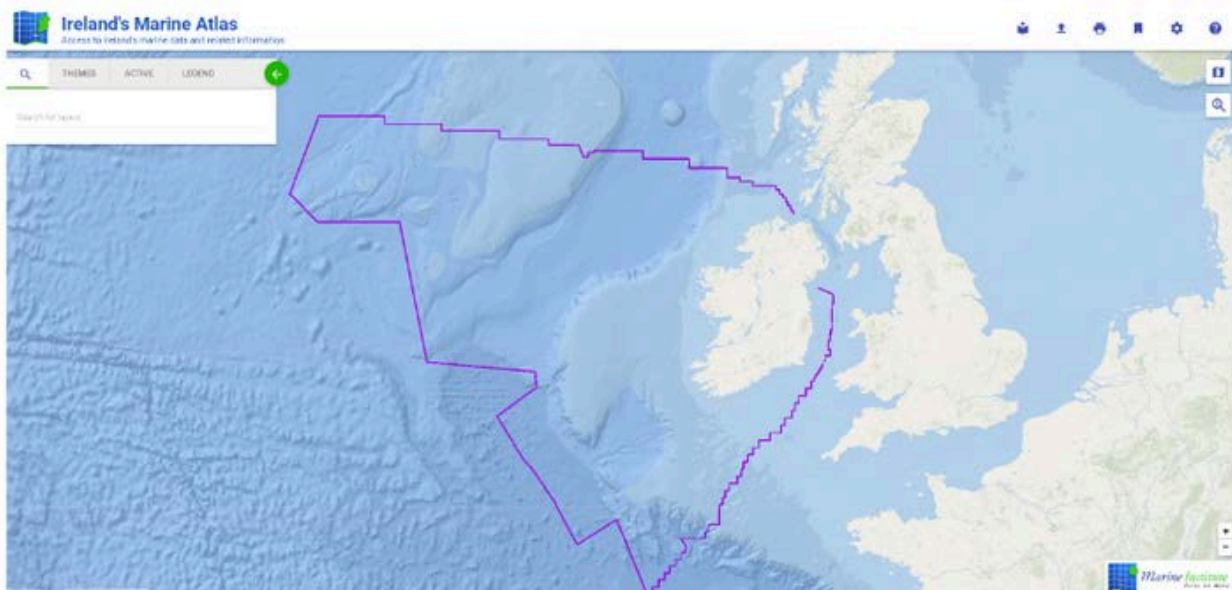 Ireland's Marine Atlas
Access to Ireland's marine data and related information
THEMES ACTIVE LEGEND
Search for layers
Marine Institute